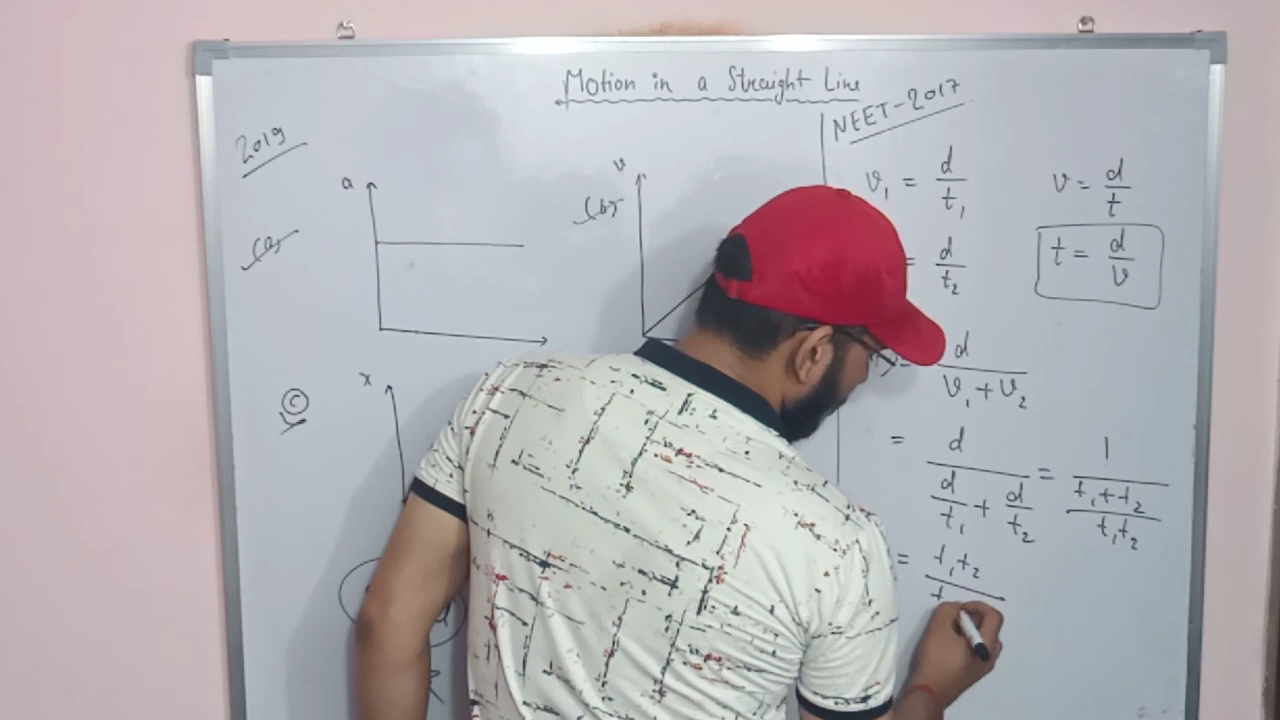 Motion in a Straight Line
NEET-2017
2019
a
(a)
v
(b)
x
(c)
v₁ = d/t₁
v = d/t
= d/t₂
t = d/v
= d/(v₁ + v₂)
= d/(d/t₁ + d/t₂) = 1/((t₁+t₂)/(t₁t₂))
= t₁t₂/t